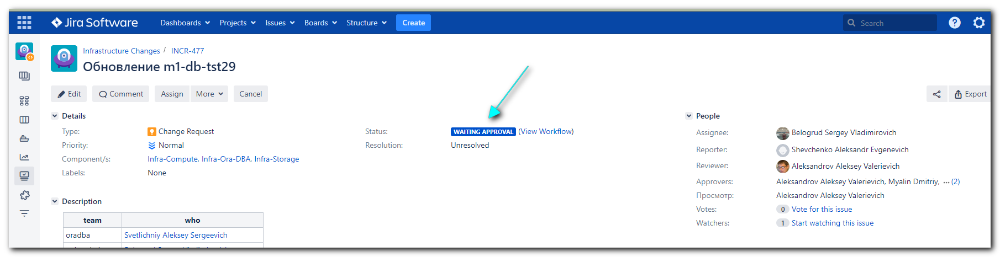 Jira Software Dashboards Projects Issues Boards Structure Create Search
Infrastructure Changes / INCR-477
Обновление m1-db-tst29
Edit Comment Assign More Cancel Export
Details
Type: Change Request
Priority: Normal
Component/s: Infra-Compute, Infra-Ora-DBA, Infra-Storage
Labels: None
Status: WAITING APPROVAL (View Workflow)
Resolution: Unresolved
Description
team who
oradba Svetlichniy Aleksey Sergeevich
People
Assignee: Belogrud Sergey Vladimirovich
Reporter: Shevchenko Aleksandr Evgenevich
Reviewer: Aleksandrov Aleksey Valerievich
Approvers: Aleksandrov Aleksey Valerievich, Myalin Dmitriy, ••• (2)
Просмотр: Aleksandrov Aleksey Valerievich
Votes: 0 Vote for this issue
Watchers: 1 Start watching this issue